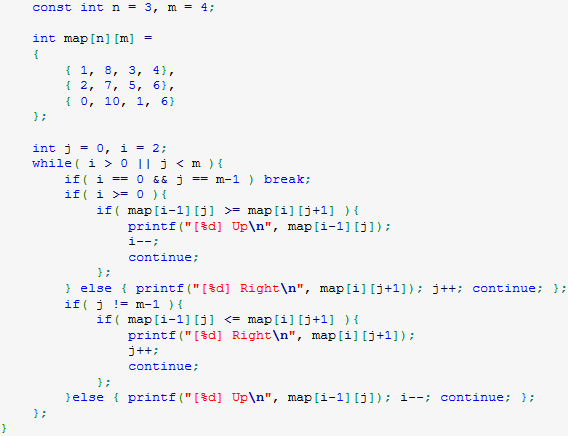 const int n = 3, m = 4;
int map[n][m] =
{
{ 1, 8, 3, 4},
{ 2, 7, 5, 6},
{ 0, 10, 1, 6}
};
int j = 0, i = 2;
while( i > 0 || j < m ){
if( i == 0 && j == m-1 ) break;
if( i >= 0 ){
if( map[i-1][j] >= map[i][j+1] ){
printf("[%d] Up\n", map[i-1][j]);
i--;
continue;
};
} else { printf("[%d] Right\n", map[i][j+1]); j++; continue; };
if( j != m-1 ){
if( map[i-1][j] <= map[i][j+1] ){
printf("[%d] Right\n", map[i][j+1]);
j++;
continue;
};
}else { printf("[%d] Up\n", map[i-1][j]); i--; continue; };
};
}